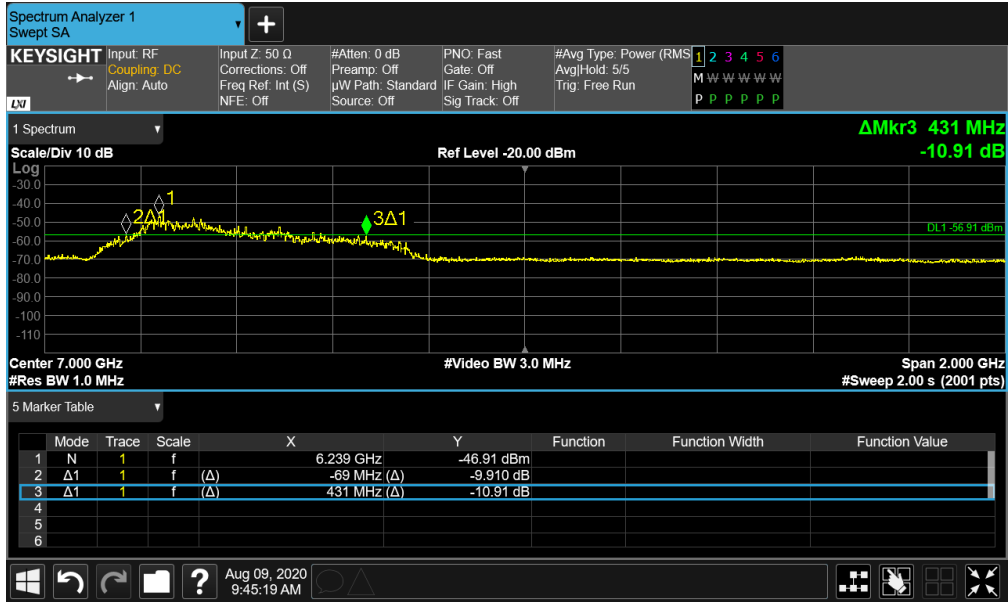 Spectrum Analyzer 1
Swept SA
+
KEYSIGHT
LXI
Input: RF
Coupling: DC
Align: Auto
Input Z: 50 Ω
Corrections: Off
Freq Ref: Int (S)
NFE: Off
#Atten: 0 dB
Preamp: Off
µW Path: Standard
Source: Off
PNO: Fast
Gate: Off
IF Gain: High
Sig Track: Off
#Avg Type: Power (RMS
Avg|Hold: 5/5
Trig: Free Run
1 2 3 4 5 6
M W W W W W
P P P P P P
1 Spectrum
ΔMkr3 431 MHz
-10.91 dB
Scale/Div 10 dB
Ref Level -20.00 dBm
Log
-30.0
-40.0
-50.0
-60.0
-70.0
-80.0
-90.0
-100
-110
1
2Δ1
3Δ1
DL1 -56.91 dBm
Center 7.000 GHz
#Video BW 3.0 MHz
Span 2.000 GHz
#Res BW 1.0 MHz
#Sweep 2.00 s (2001 pts)
5 Marker Table
Mode Trace Scale X Y Function Function Width Function Value
1 N 1 f 6.239 GHz -46.91 dBm
2 Δ1 1 f (Δ) -69 MHz (Δ) -9.910 dB
3 Δ1 1 f (Δ) 431 MHz (Δ) -10.91 dB
4
5
6
?
Aug 09, 2020
9:45:19 AM